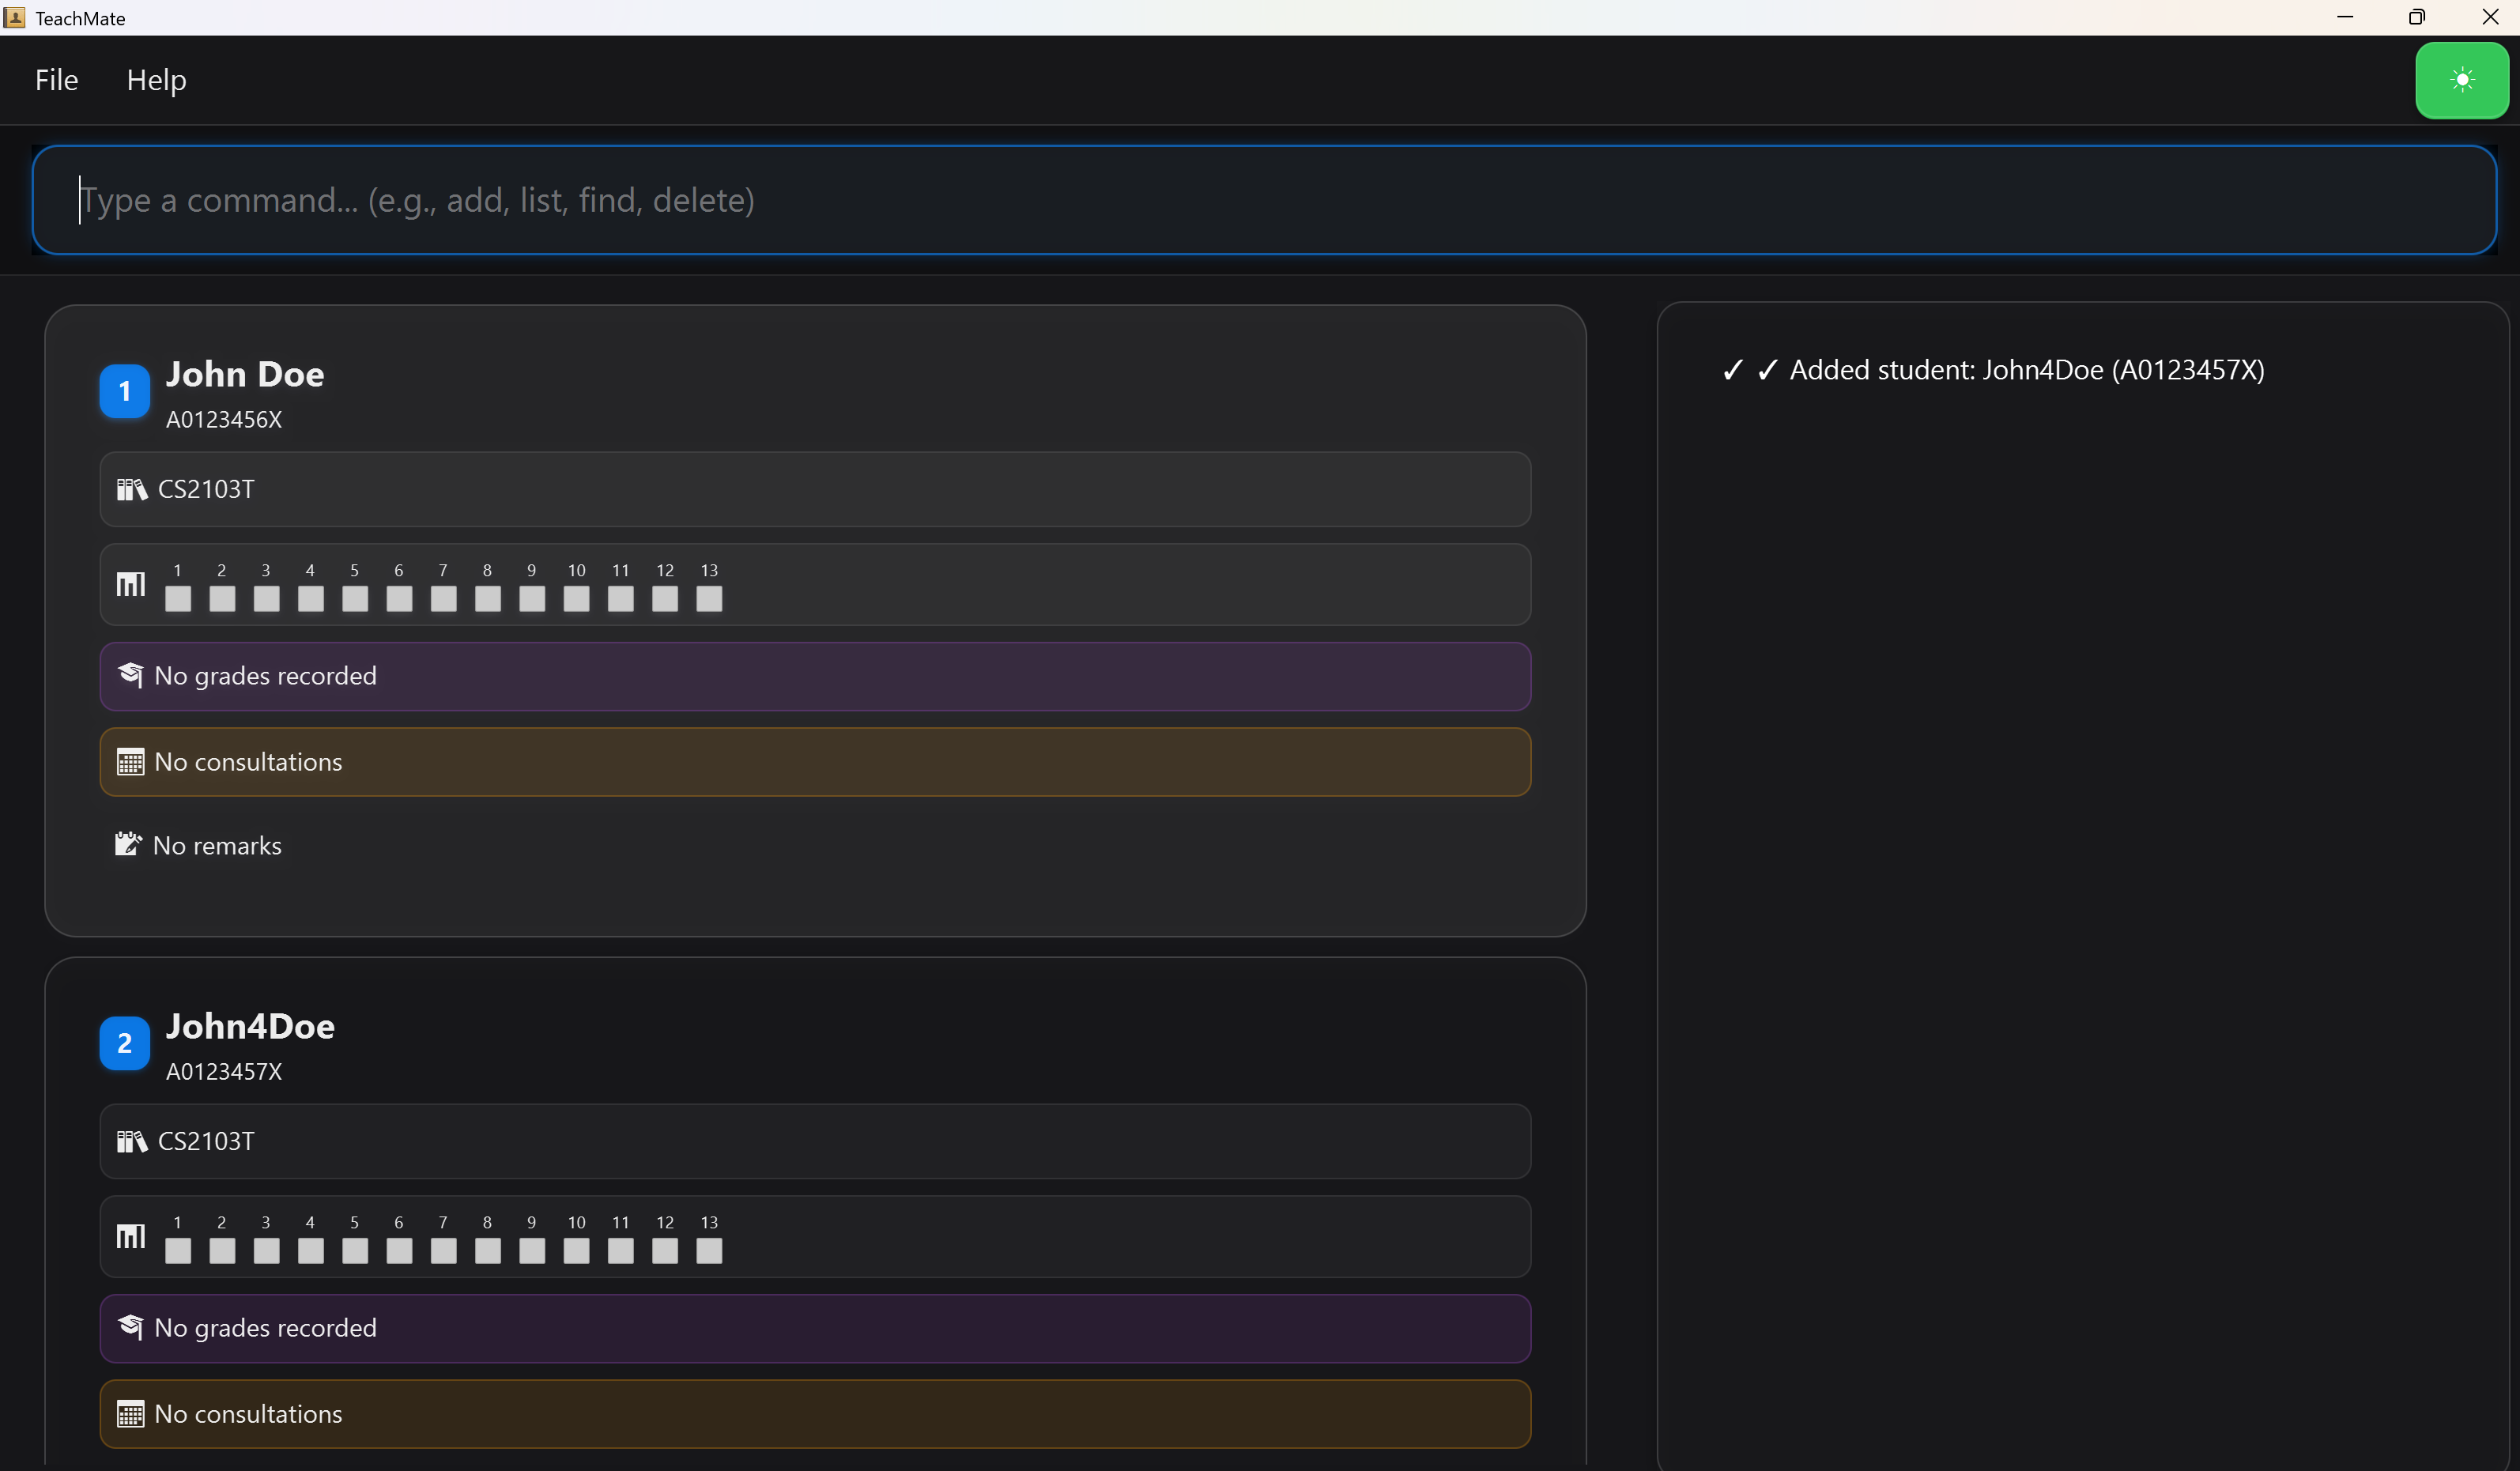 TeachMate
File Help
Type a command... (e.g., add, list, find, delete)
1 John Doe
A0123456X
CS2103T
1 2 3 4 5 6 7 8 9 10 11 12 13
No grades recorded
No consultations
No remarks
2 John4Doe
A0123457X
CS2103T
1 2 3 4 5 6 7 8 9 10 11 12 13
No grades recorded
No consultations
✓ ✓ Added student: John4Doe (A0123457X)